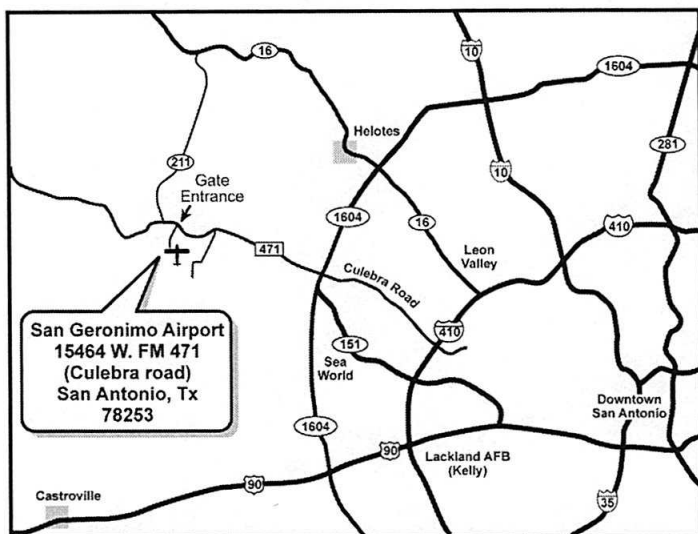 16
10
1604
Helotes
281
211
Gate
Entrance
10
1604
16
410
471
Leon
Valley
Culebra Road
San Geronimo Airport
15464 W. FM 471
(Culebra road)
San Antonio, Tx
78253
410
151
Sea
World
Downtown
San Antonio
1604
90
Lackland AFB
(Kelly)
90
Castroville
35